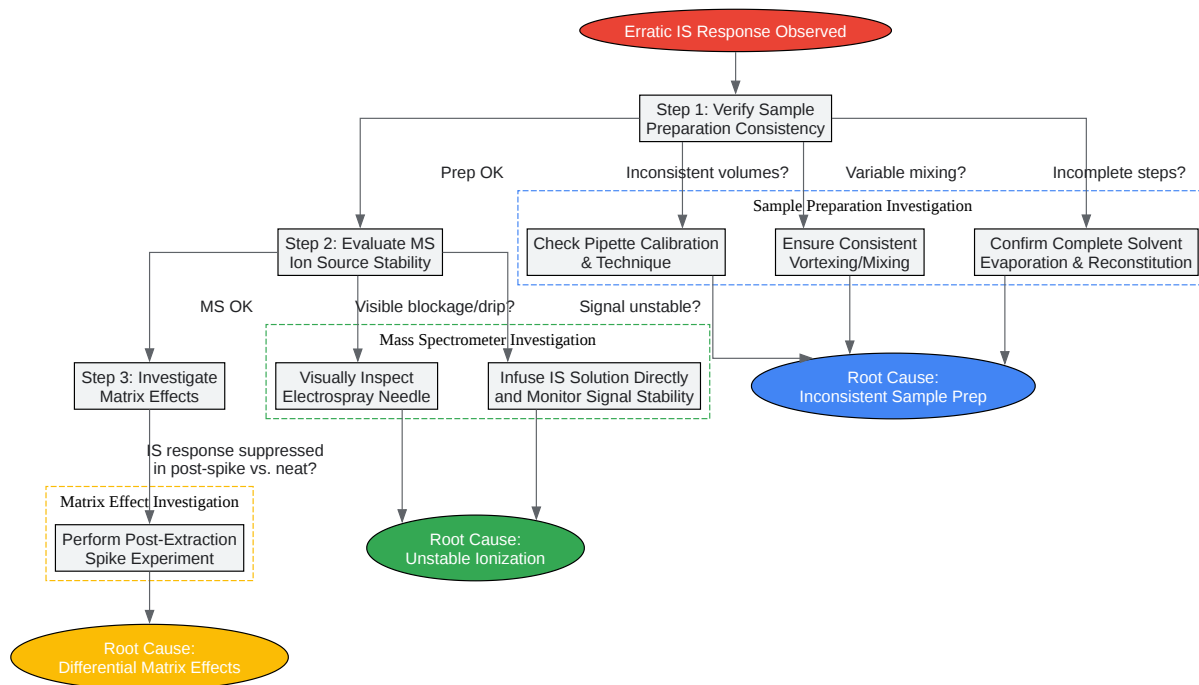 Erratic IS Response Observed
Step 1: Verify Sample
Preparation Consistency
Prep OK
Inconsistent volumes?
Variable mixing?
Incomplete steps?
Sample Preparation Investigation
Step 2: Evaluate MS
Ion Source Stability
Check Pipette Calibration
& Technique
Ensure Consistent
Vortexing/Mixing
Confirm Complete Solvent
Evaporation & Reconstitution
MS OK
Visible blockage/drip?
Signal unstable?
Mass Spectrometer Investigation
Step 3: Investigate
Matrix Effects
Visually Inspect
Electrospray Needle
Infuse IS Solution Directly
and Monitor Signal Stability
Root Cause:
Inconsistent Sample Prep
IS response suppressed
in post-spike vs. neat?
Matrix Effect Investigation
Perform Post-Extraction
Spike Experiment
Root Cause:
Unstable Ionization
Root Cause:
Differential Matrix Effects